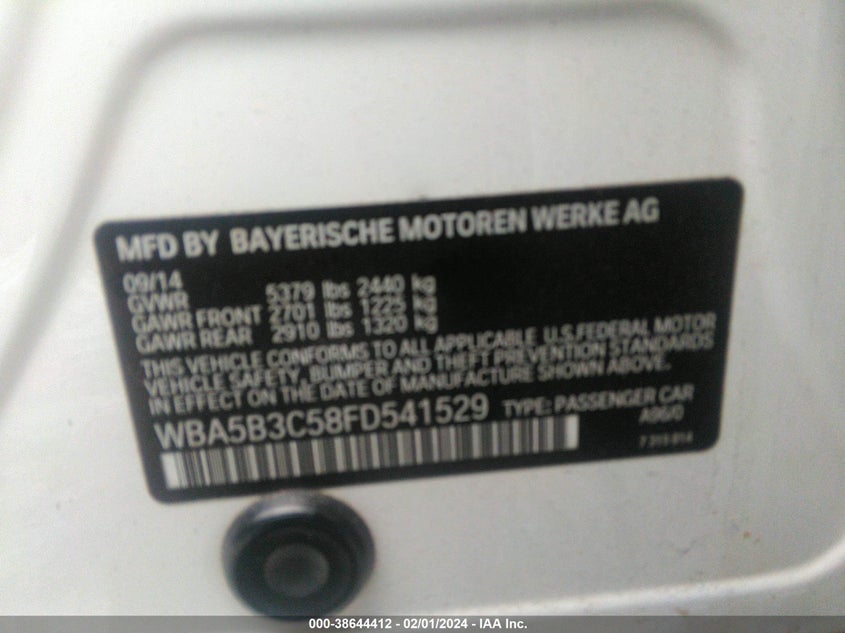 MFD BY BAYERISCHE MOTOREN WERKE AG
09/14
GVWR 5379 lbs 2440 kg
GAWR FRONT 2701 lbs 1225 kg
GAWR REAR 2910 lbs 1320 kg
THIS VEHICLE CONFORMS TO ALL APPLICABLE U.S.FEDERAL MOTOR
VEHICLE SAFETY, BUMPER AND THEFT PREVENTION STANDARDS
IN EFFECT ON THE DATE OF MANUFACTURE SHOWN ABOVE.
WBA5B3C58FD541529 TYPE: PASSENGER CAR
A96/0
7 319 814
000-38644412 - 02/01/2024 - IAA Inc.